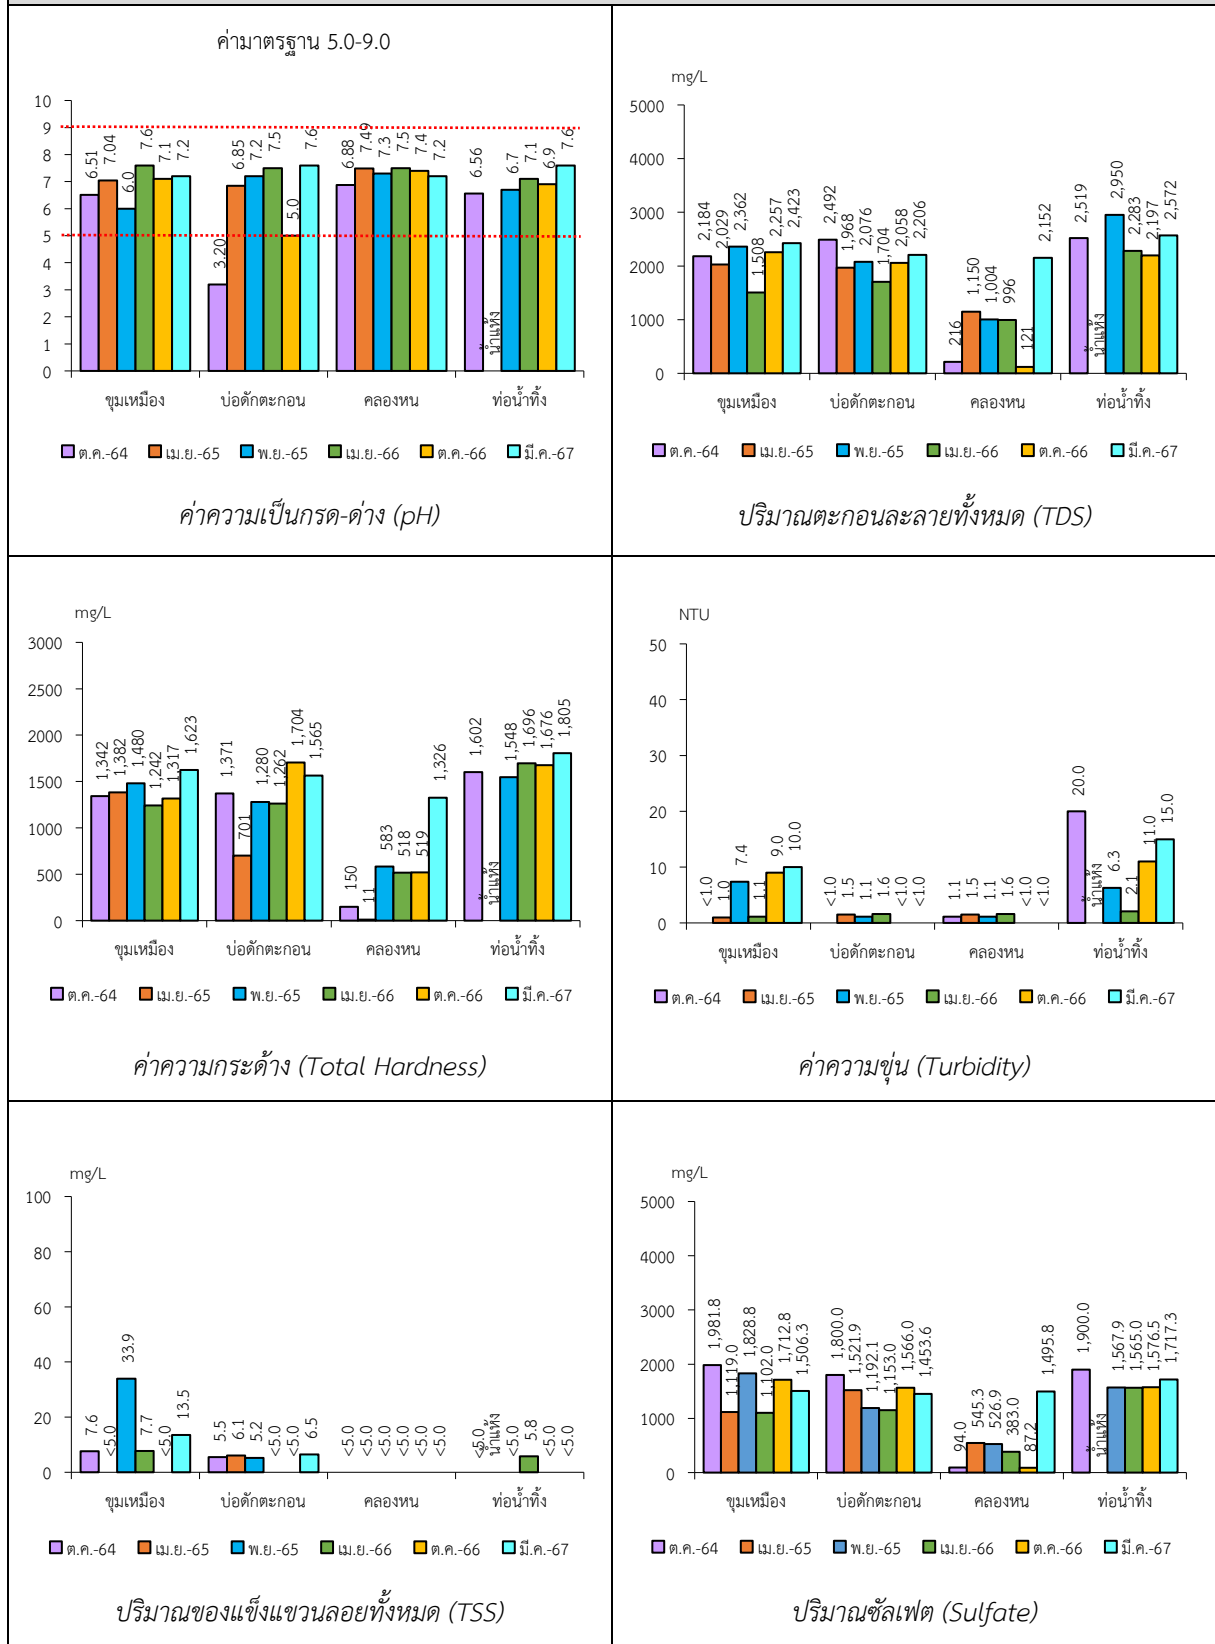 ค่ามาตรฐาน 5.0-9.0
10
9
8
7
6
5
4
3
2
1
0
6.51 7.04 6.0 7.6 7.1 7.2
3.20 6.85 7.2 7.5 5.0 7.6
6.88 7.49 7.3 7.5 7.4 7.2
6.56 น้ำแห้ง 6.7 7.1 6.9 7.6
ขุมเหมือง บ่อดักตะกอน คลองหน ท่อน้ำทิ้ง
ต.ค.-64 เม.ย.-65 พ.ย.-65 เม.ย.-66 ต.ค.-66 มี.ค.-67
ค่าความเป็นกรด-ด่าง (pH)
mg/L
5000
4000
3000
2000
1000
0
2,184 2,029 2,362 1,508 2,257 2,423
2,492 1,968 2,076 1,704 2,058 2,206
216 1,150 1,004 996 121 2,152
2,519 น้ำแห้ง 2,950 2,283 2,197 2,572
ขุมเหมือง บ่อดักตะกอน คลองหน ท่อน้ำทิ้ง
ต.ค.-64 เม.ย.-65 พ.ย.-65 เม.ย.-66 ต.ค.-66 มี.ค.-67
ปริมาณตะกอนละลายทั้งหมด (TDS)
mg/L
3000
2500
2000
1500
1000
500
0
1,342 1,382 1,480 1,242 1,317 1,623
1,371 701 1,280 1,262 1,704 1,565
150 11 583 518 519 1,326
1,602 น้ำแห้ง 1,548 1,696 1,676 1,805
ขุมเหมือง บ่อดักตะกอน คลองหน ท่อน้ำทิ้ง
ต.ค.-64 เม.ย.-65 พ.ย.-65 เม.ย.-66 ต.ค.-66 มี.ค.-67
ค่าความกระด้าง (Total Hardness)
NTU
50
40
30
20
10
0
<1.0 1.0 7.4 1.1 9.0 10.0
<1.0 1.5 1.1 1.6 <1.0 <1.0
1.1 1.5 1.1 1.6 <1.0 <1.0
20.0 น้ำแห้ง 6.3 2.1 11.0 15.0
ขุมเหมือง บ่อดักตะกอน คลองหน ท่อน้ำทิ้ง
ต.ค.-64 เม.ย.-65 พ.ย.-65 เม.ย.-66 ต.ค.-66 มี.ค.-67
ค่าความขุ่น (Turbidity)
mg/L
100
80
60
40
20
0
7.6 <5.0 33.9 7.7 <5.0 13.5
5.5 6.1 5.2 <5.0 <5.0 6.5
<5.0 <5.0 <5.0 <5.0 <5.0 <5.0
<5.0 น้ำแห้ง <5.0 5.8 <5.0 <5.0
ขุมเหมือง บ่อดักตะกอน คลองหน ท่อน้ำทิ้ง
ต.ค.-64 เม.ย.-65 พ.ย.-65 เม.ย.-66 ต.ค.-66 มี.ค.-67
ปริมาณของแข็งแขวนลอยทั้งหมด (TSS)
mg/L
5000
4000
3000
2000
1000
0
1,981.8 1,119.0 1,828.8 1,102.0 1,712.8 1,506.3
1,800.0 1,521.9 1,192.1 1,153.0 1,566.0 1,453.6
94.0 545.3 526.9 383.0 87.2 1,495.8
1,900.0 น้ำแห้ง 1,567.9 1,565.0 1,576.5 1,717.3
ขุมเหมือง บ่อดักตะกอน คลองหน ท่อน้ำทิ้ง
ต.ค.-64 เม.ย.-65 พ.ย.-65 เม.ย.-66 ต.ค.-66 มี.ค.-67
ปริมาณซัลเฟต (Sulfate)